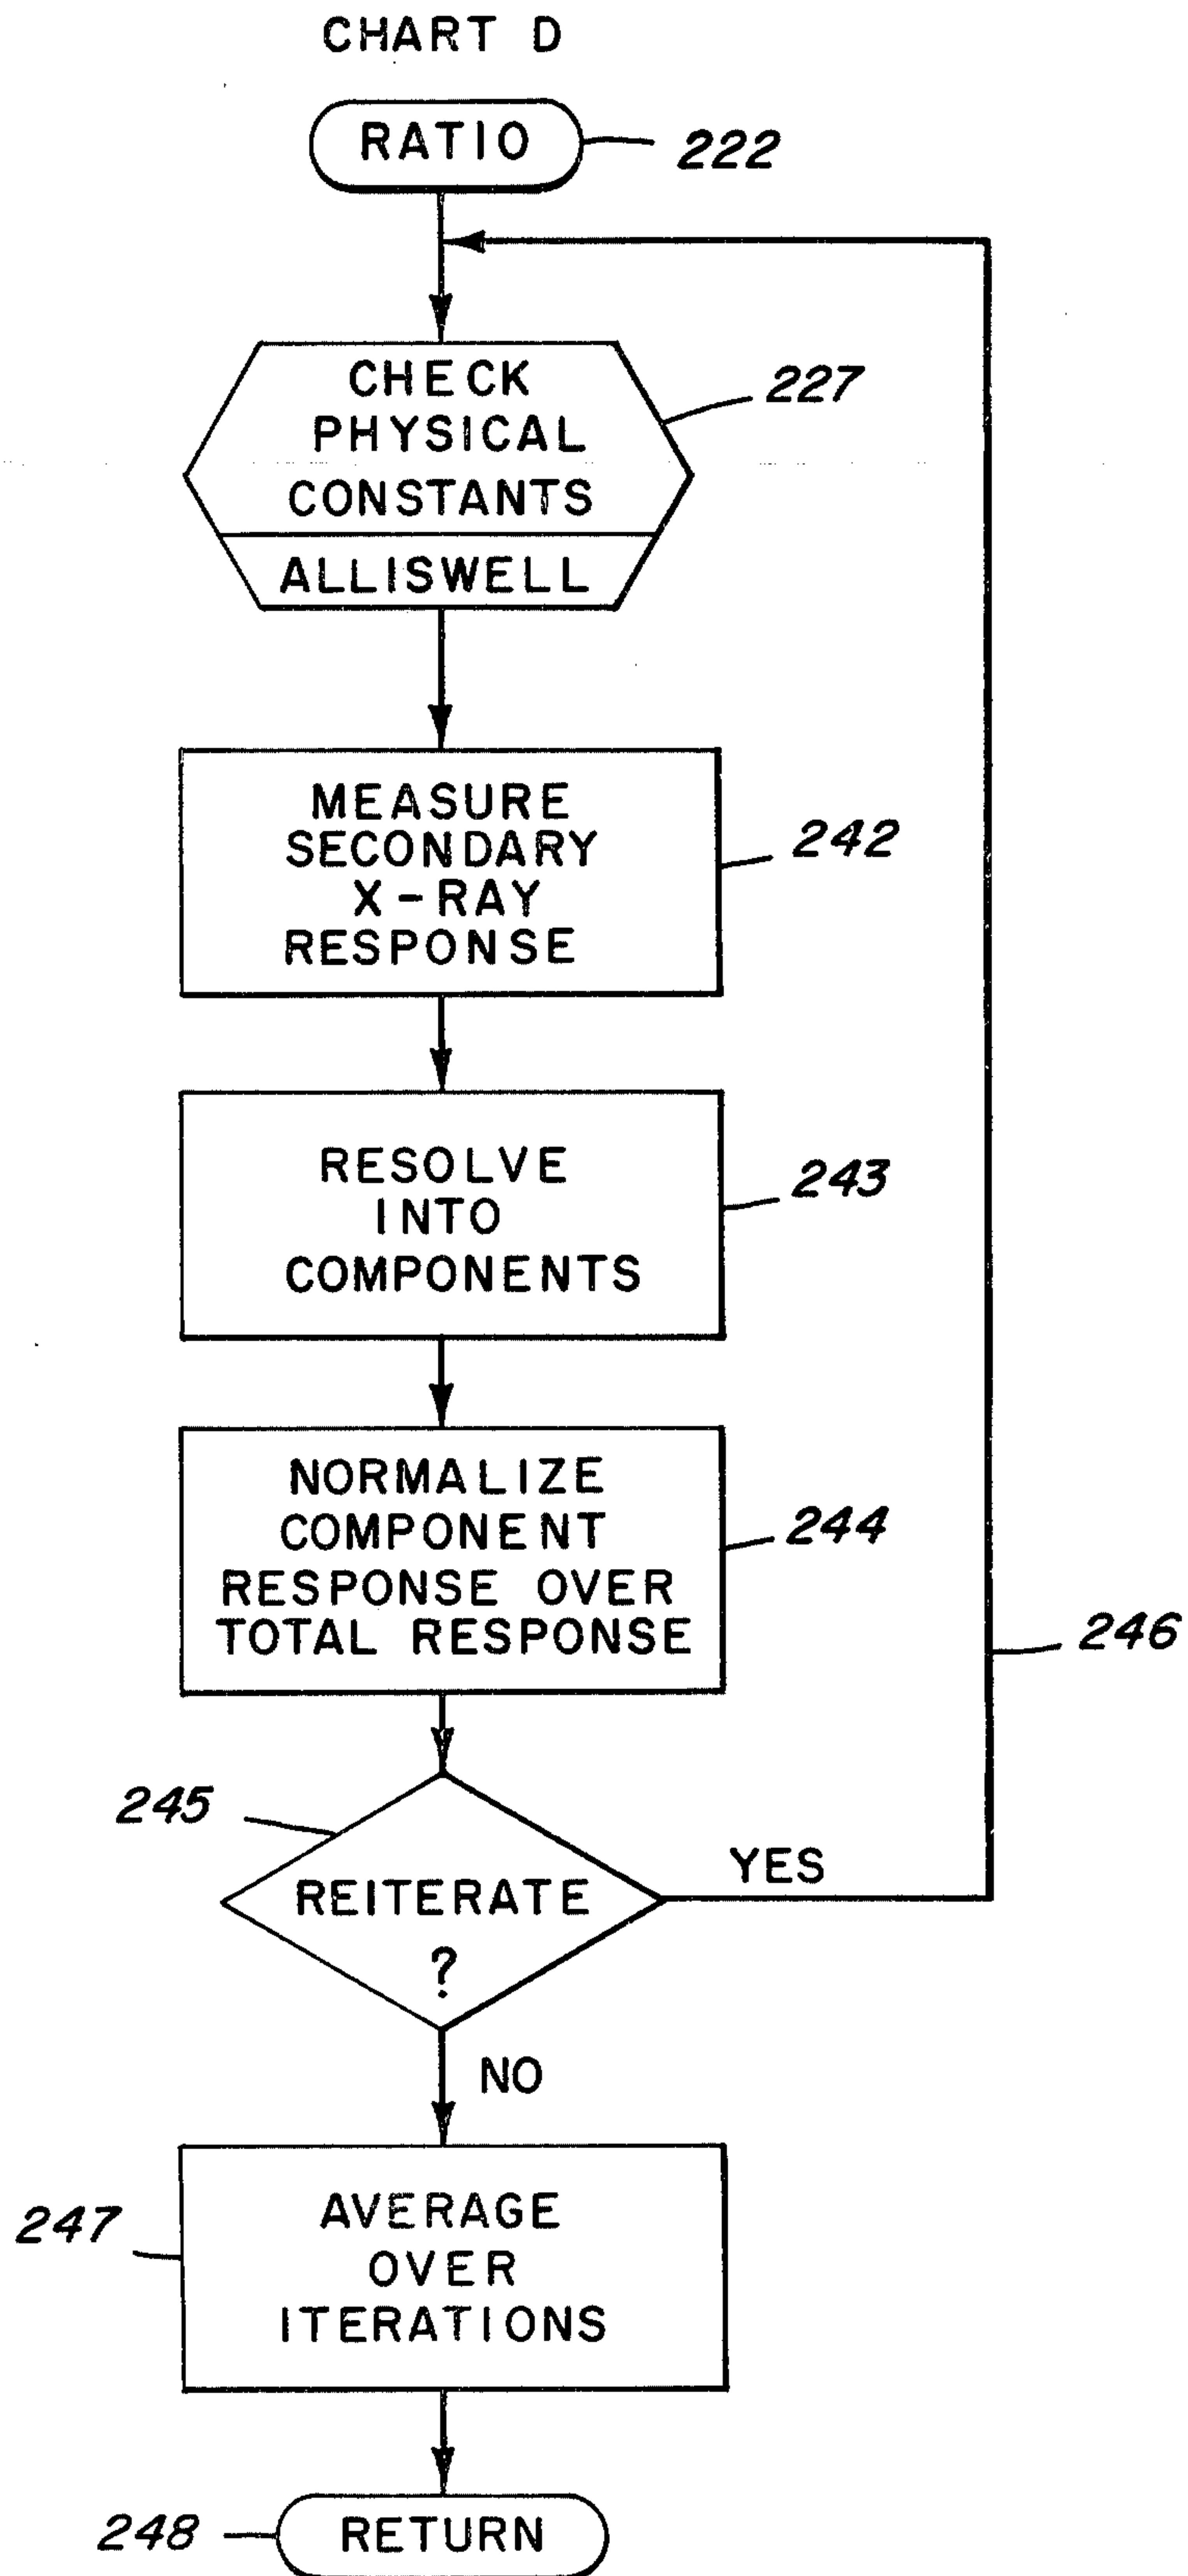 CHART D
RATIO
222
CHECK
PHYSICAL
CONSTANTS
227
ALLISWELL
MEASURE
SECONDARY
X-RAY
RESPONSE
242
RESOLVE
INTO
COMPONENTS
243
NORMALIZE
COMPONENT
RESPONSE OVER
TOTAL RESPONSE
244
246
245
REITERATE
?
YES
NO
AVERAGE
OVER
ITERATIONS
247
248
RETURN